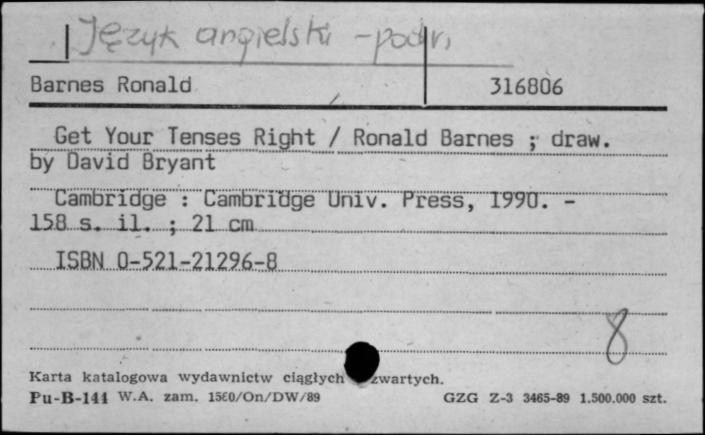 Język angielski - podr.
Barnes Ronald 316806
Get Your Tenses Right / Ronald Barnes ; draw.
by David Bryant
Cambridge : Cambridge Univ. Press, 1990. -
158 s. il. ; 21 cm
ISBN 0-521-21296-8
8
Karta katalogowa wydawnictw ciągłych zwartych.
Pu-B-144 W.A. zam. 1560/On/DW/89 GZG Z-3 3465-89 1.500.000 szt.